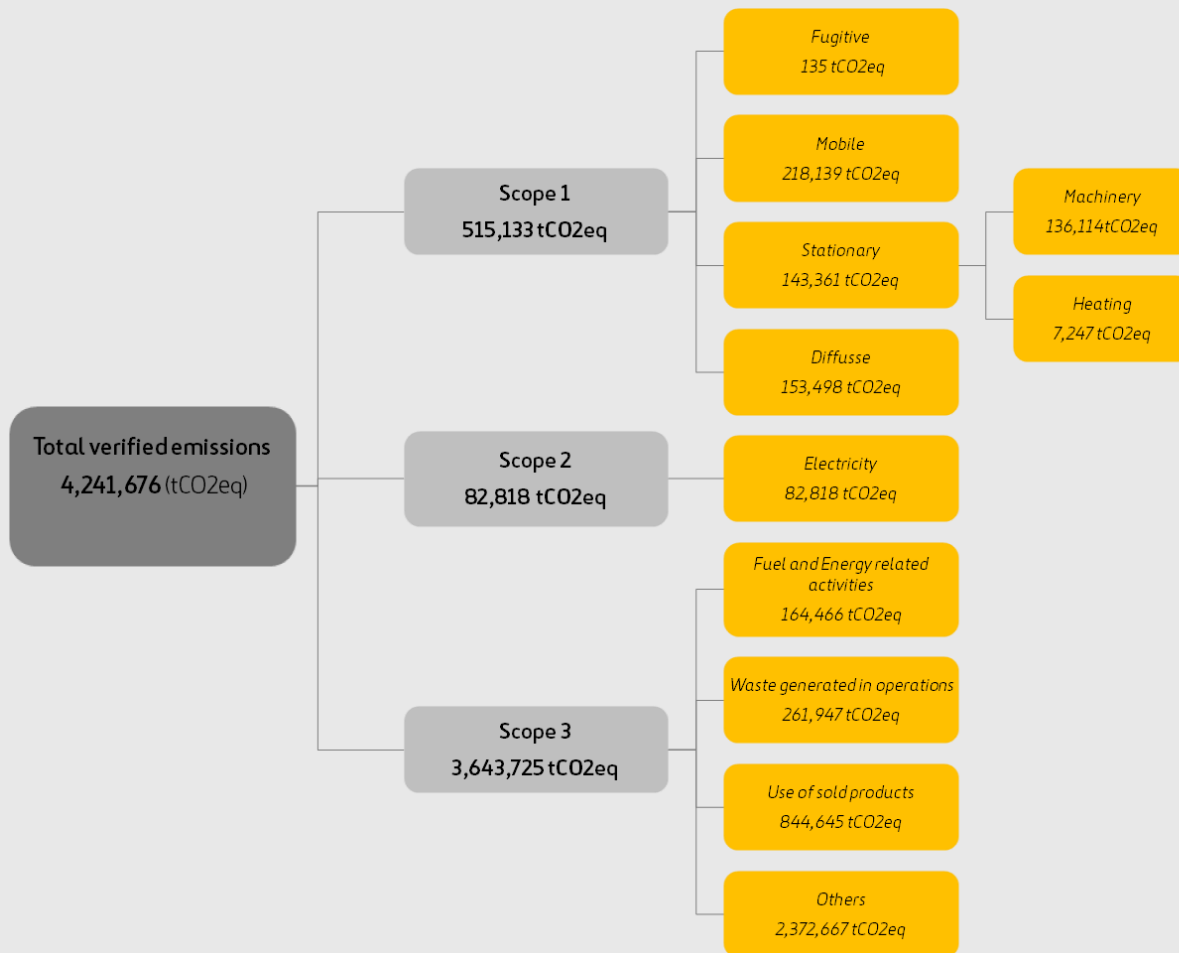 Total verified emissions
4,241,676 (tCO2eq)
Scope 1
515,133 tCO2eq
Fugitive
135 tCO2eq
Mobile
218,139 tCO2eq
Stationary
143,361 tCO2eq
Machinery
136,114tCO2eq
Heating
7,247 tCO2eq
Diffusse
153,498 tCO2eq
Scope 2
82,818 tCO2eq
Electricity
82,818 tCO2eq
Scope 3
3,643,725 tCO2eq
Fuel and Energy related
activities
164,466 tCO2eq
Waste generated in operations
261,947 tCO2eq
Use of sold products
844,645 tCO2eq
Others
2,372,667 tCO2eq